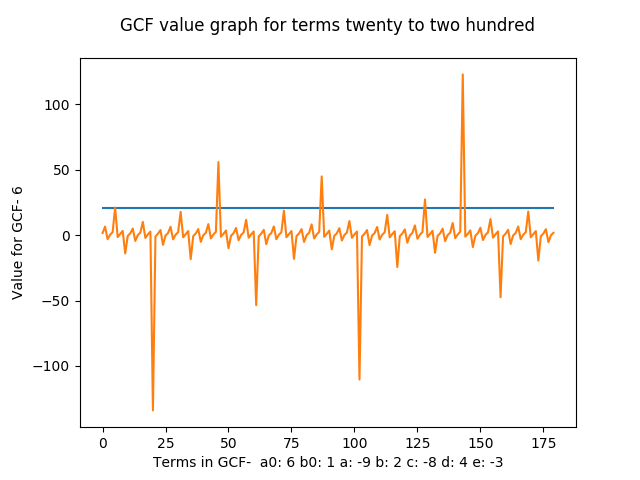 GCF value graph for terms twenty to two hundred
100
50
0
−50
−100
Value for GCF- 6
0 25 50 75 100 125 150 175
Terms in GCF-  a0: 6 b0: 1 a: -9 b: 2 c: -8 d: 4 e: -3